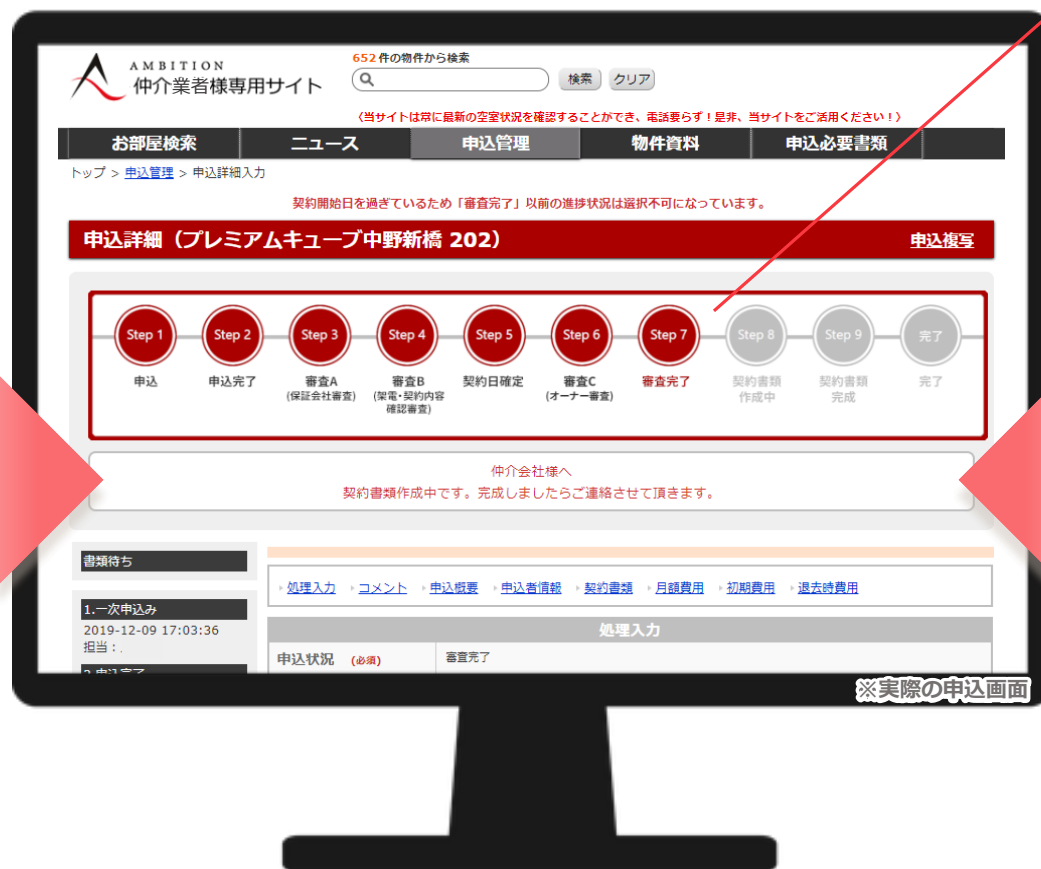 AMBITION
仲介業者様専用サイト
652件の物件から検索
検索 クリア
〈当サイトは常に最新の空室状況を確認することができ、電話要らず！是非、当サイトをご活用ください！〉
お部屋検索 ニュース 申込管理 物件資料 申込必要書類
トップ > 申込管理 > 申込詳細入力
契約開始日を過ぎているため「審査完了」以前の進捗状況は選択不可になっています。
申込詳細（プレミアムキューブ中野新橋 202） 申込複写
Step 1 Step 2 Step 3 Step 4 Step 5 Step 6 Step 7 Step 8 Step 9 完了
申込 申込完了 審査A 審査B 契約日確定 審査C 審査完了 契約書類 契約書類 完了
(保証会社審査) (架電・契約内容 (オーナー審査) 作成中 完成
確認審査)
仲介会社様へ
契約書類作成中です。完成しましたらご連絡させて頂きます。
書類待ち
処理入力 コメント 申込概要 申込者情報 契約書類 月額費用 初期費用 退去時費用
1.一次申込み
2019-12-09 17:03:36
担当：
処理入力
申込状況 (必須) 審査完了
2.申込完了
※実際の申込画面